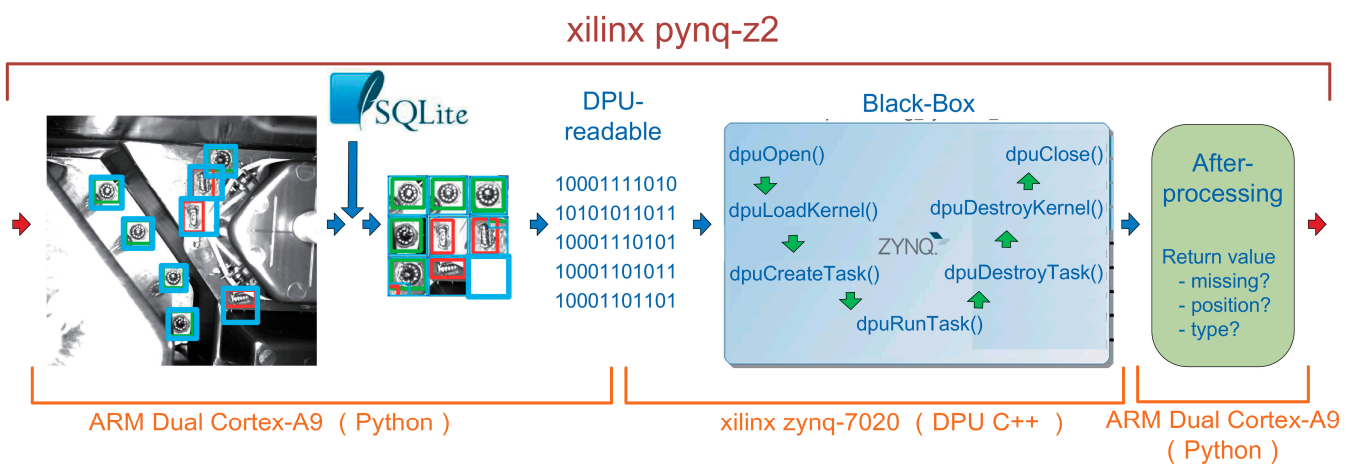 xilinx pynq-z2
SQLite
DPU-
readable
10001111010
10101011011
10001110101
10001101011
10001101101
Black-Box
dpuOpen()
dpuLoadKernel()
dpuCreateTask()
dpuRunTask()
dpuDestroyTask()
dpuDestroyKernel()
dpuClose()
ZYNQ.
After-
processing
Return value
- missing?
- position?
- type?
ARM Dual Cortex-A9 ( Python )
xilinx zynq-7020 ( DPU C++ )
ARM Dual Cortex-A9
( Python )